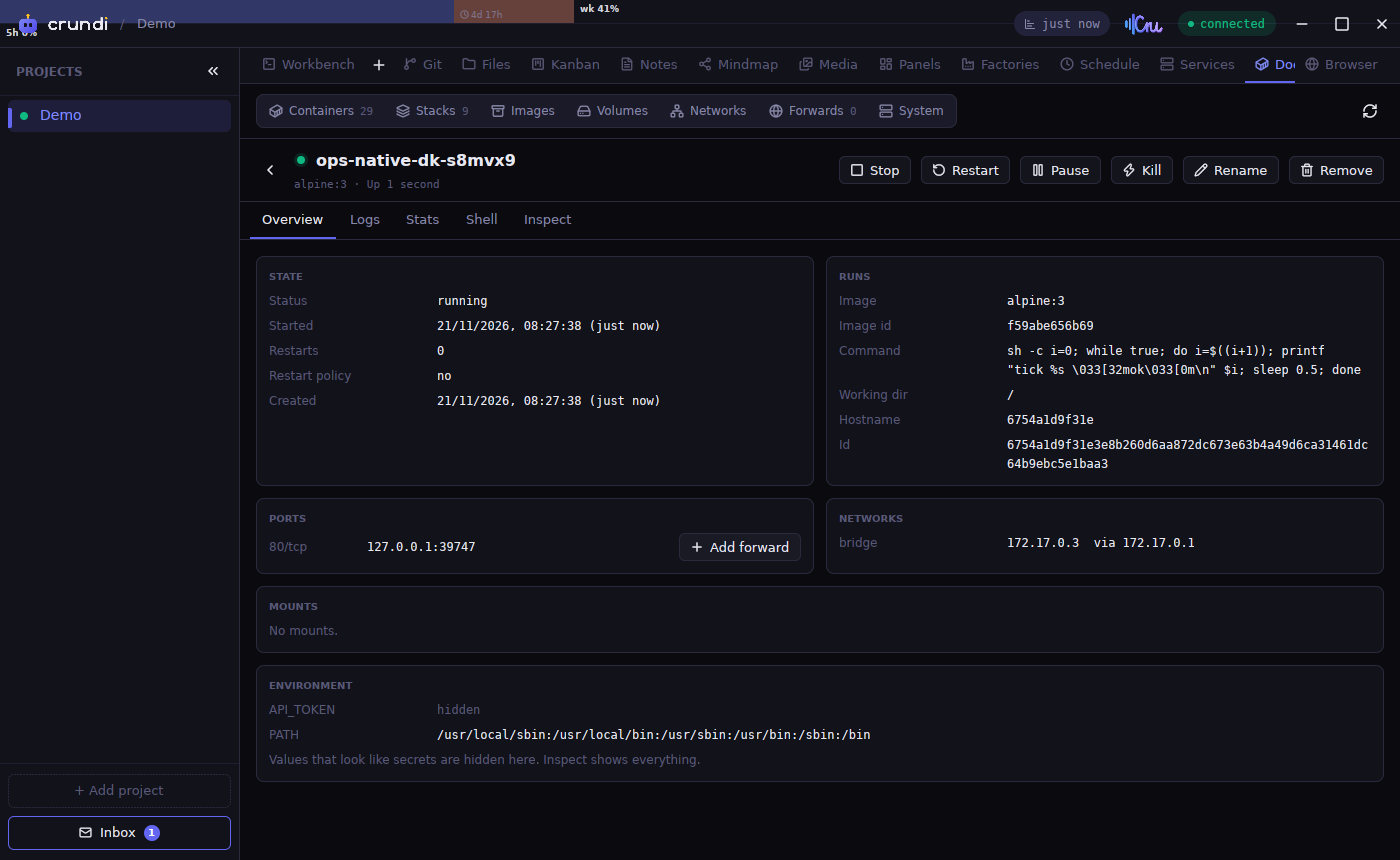 4d 17h
wk 41%
crundi / Demo
just now
Cru
connected
PROJECTS
Demo
+ Add project
Inbox 1
Workbench
Git
Files
Kanban
Notes
Mindmap
Media
Panels
Factories
Schedule
Services
Browser
Containers 29
Stacks 9
Images
Volumes
Networks
Forwards 0
System
ops-native-dk-s8mvx9
alpine:3 · Up 1 second
Stop
Restart
Pause
Kill
Rename
Remove
Overview
Logs
Stats
Shell
Inspect
STATE
Status running
Started 21/11/2026, 08:27:38 (just now)
Restarts 0
Restart policy no
Created 21/11/2026, 08:27:38 (just now)
RUNS
Image alpine:3
Image id f59abe656b69
Command sh -c i=0; while true; do i=$((i+1)); printf
"tick %s \033[32mok\033[0m\n" $i; sleep 0.5; done
Working dir /
Hostname 6754a1d9f31e
Id 6754a1d9f31e3e8b260d6aa872dc673e63b4a49d6ca31461dc
64b9ebc5e1baa3
PORTS
80/tcp 127.0.0.1:39747
+ Add forward
NETWORKS
bridge 172.17.0.3 via 172.17.0.1
MOUNTS
No mounts.
ENVIRONMENT
API_TOKEN hidden
PATH /usr/local/sbin:/usr/local/bin:/usr/sbin:/usr/bin:/sbin:/bin
Values that look like secrets are hidden here. Inspect shows everything.